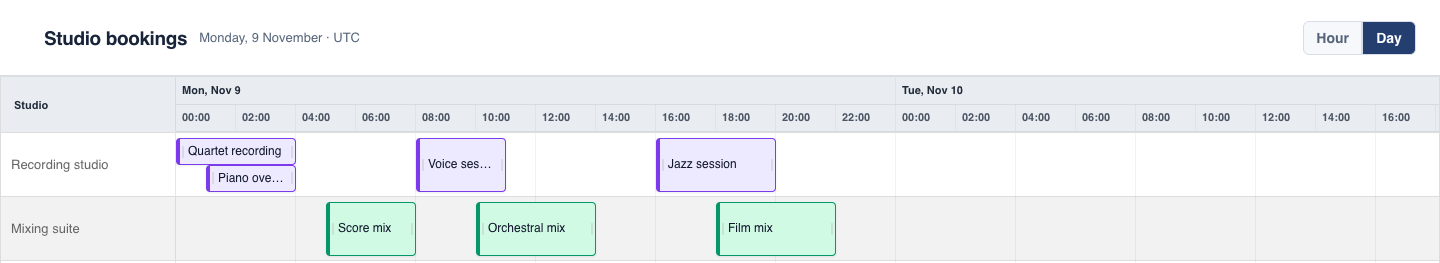 Studio bookings Monday, 9 November · UTC Hour Day
Studio Mon, Nov 9 Tue, Nov 10
00:00 02:00 04:00 06:00 08:00 10:00 12:00 14:00 16:00 18:00 20:00 22:00 00:00 02:00 04:00 06:00 08:00 10:00 12:00 14:00 16:00
Recording studio Quartet recording Voice ses… Jazz session
Piano ove…
Mixing suite Score mix Orchestral mix Film mix